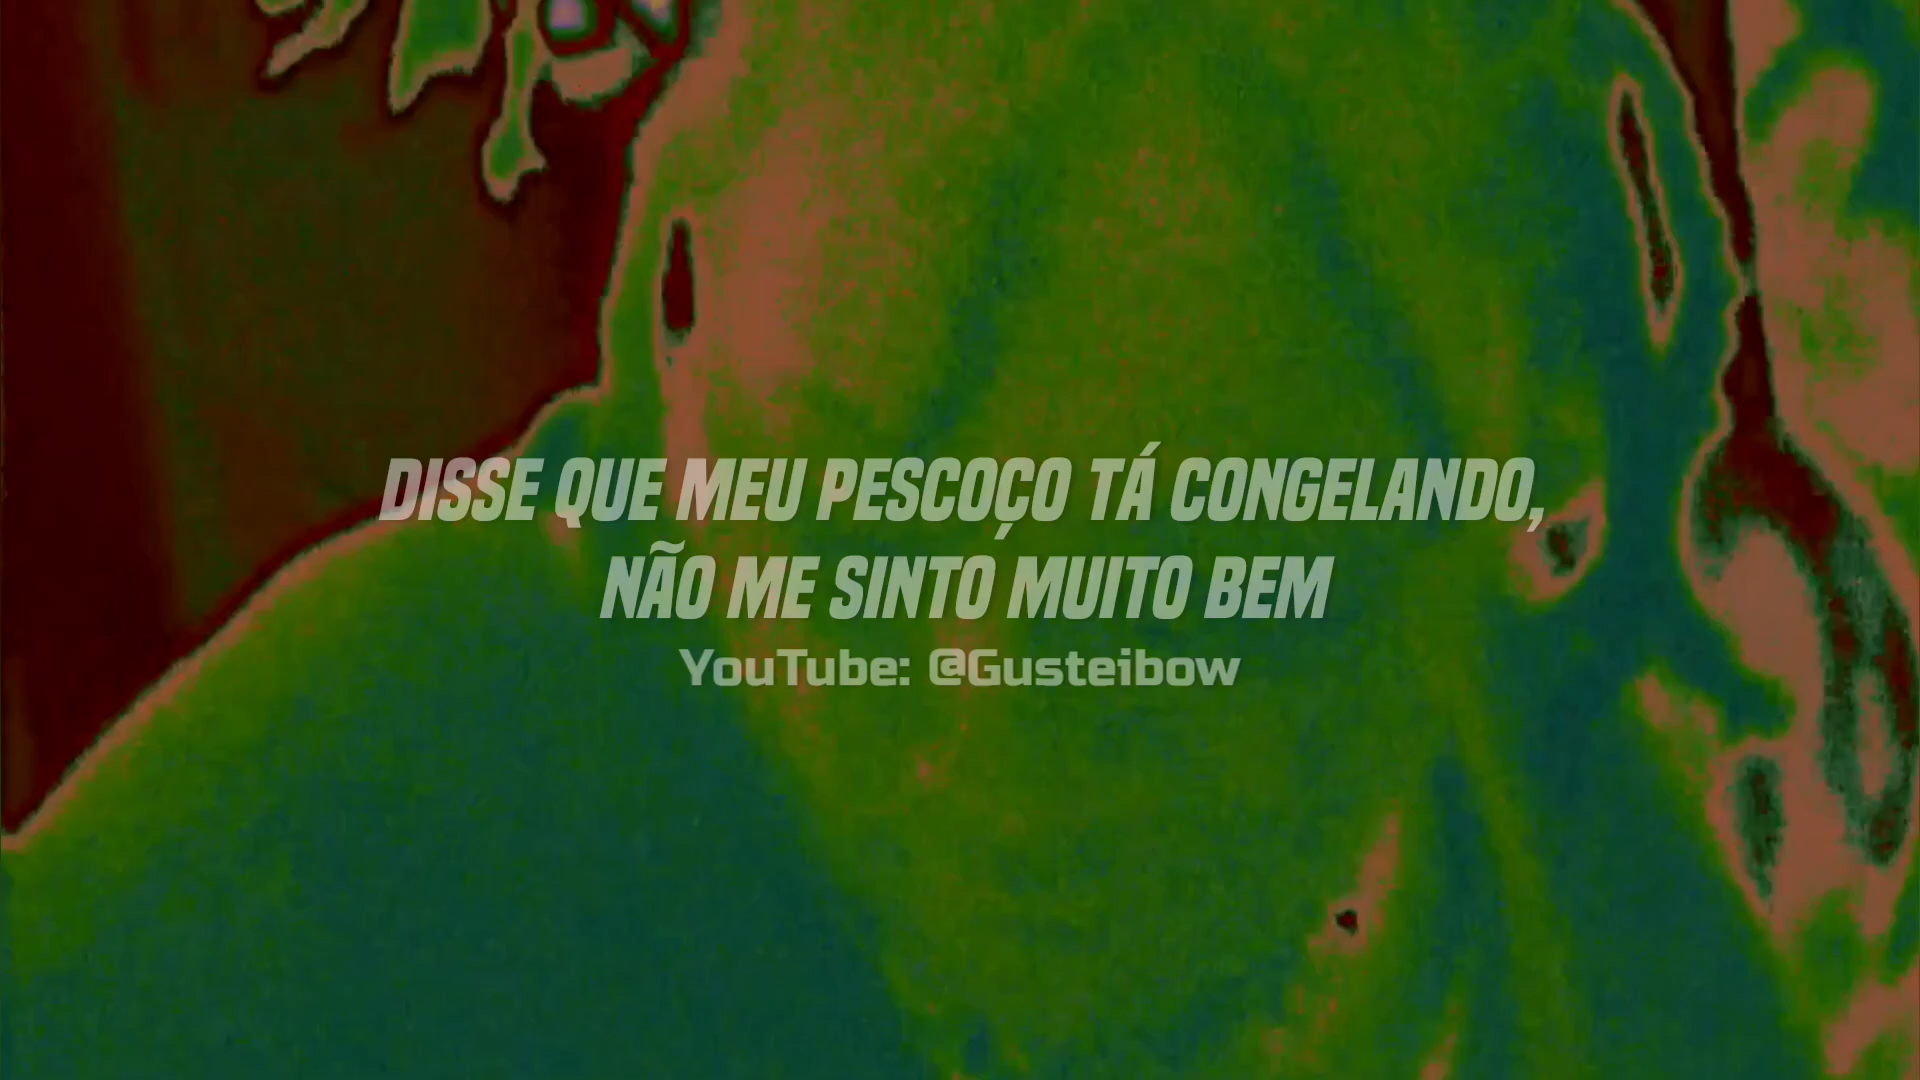 DISSE QUE MEU PESCOÇO TÁ CONGELANDO,
NÃO ME SINTO MUITO BEM
YouTube: @Gusteibow